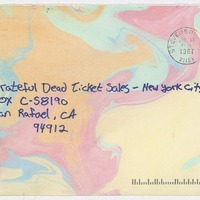 rateful Dead Ticket Sales - New York City
ox C-S8190
an Rafael, CA
94912